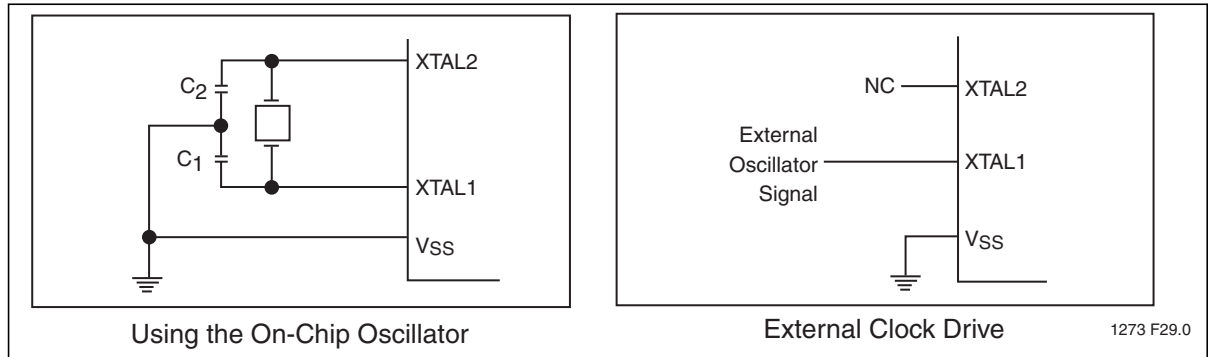 XTAL2
C2
C1
XTAL1
VSS
Using the On-Chip Oscillator
NC
XTAL2
External
Oscillator
Signal
XTAL1
VSS
External Clock Drive
1273 F29.0